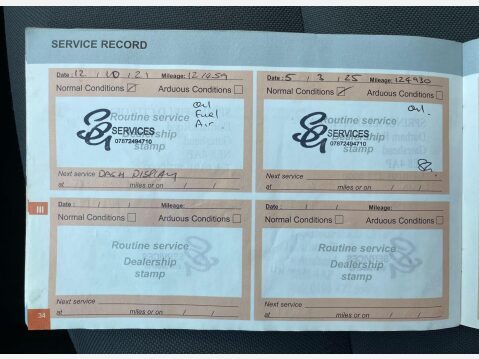 SERVICE RECORD
Date: 12 / 10 / 21 Mileage: 121059
Normal Conditions Arduous Conditions
Oil
Fuel
Air.
Routine service
SG SERVICES
Dealership
07872494710
stamp
Next service DASH DISPLAY
at miles or on / /
Date: 5 / 3 / 25 Mileage: 124930
Normal Conditions Arduous Conditions
Oil.
Routine service
SG SERVICES
Dealership
07872494710
stamp
SG.
Next service
at miles or on / /
Date: / / Mileage:
Normal Conditions Arduous Conditions
Routine service
Dealership
stamp
Next service
at miles or on / /
Date: / / Mileage:
Normal Conditions Arduous Conditions
Routine service
Dealership
stamp
Next service
at miles or on / /
34